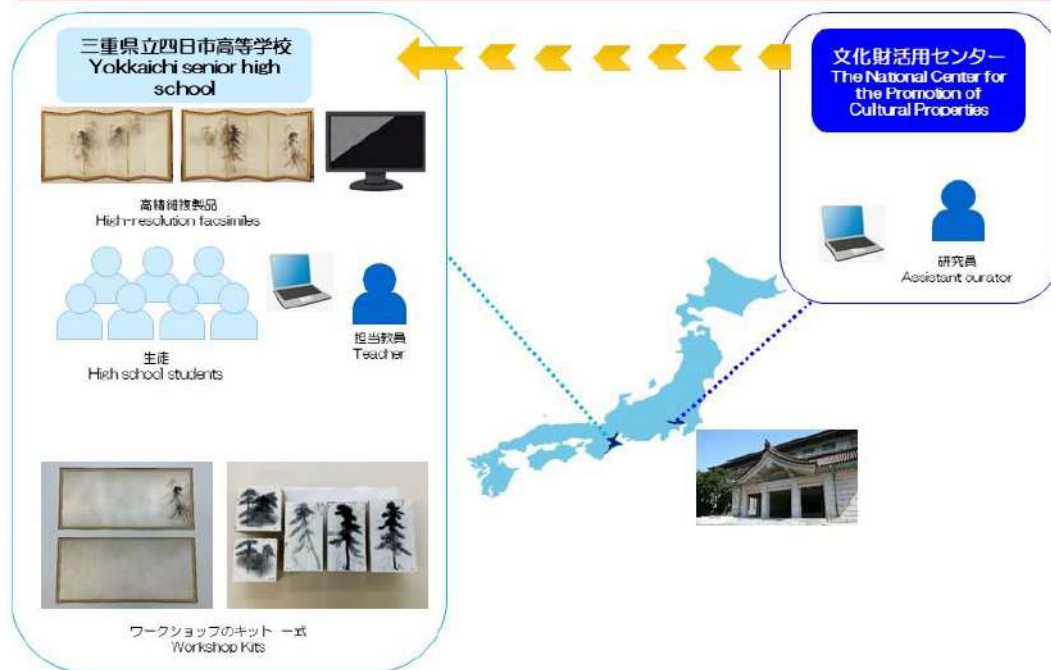 三重県立四日市高等学校
Yokkaichi senior high
school
高精細複製品
High-resolution facsimiles
生徒
High school students
担当教員
Teacher
ワークショップのキット 一式
Workshop Kits
文化財活用センター
The National Center for
the Promotion of
Cultural Properties
研究員
Assistant curator